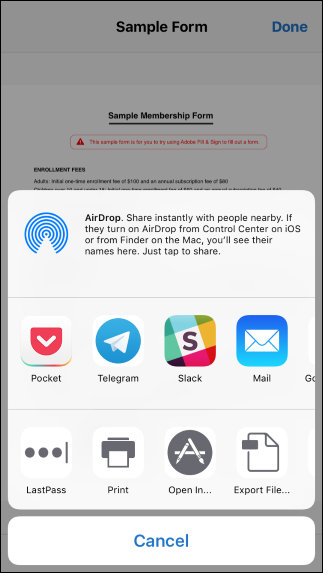 Sample Form Done
Sample Membership Form
This sample form is for you to try using Adobe Fill & Sign to fill out a form.
ENROLLMENT FEES
Adults: Initial one-time enrollment fee of $100 and an annual subscription fee of $80
AirDrop. Share instantly with people nearby. If
they turn on AirDrop from Control Center on iOS
or from Finder on the Mac, you'll see their
names here. Just tap to share.
Pocket Telegram Slack Mail Go
LastPass Print Open In... Export File...
Cancel